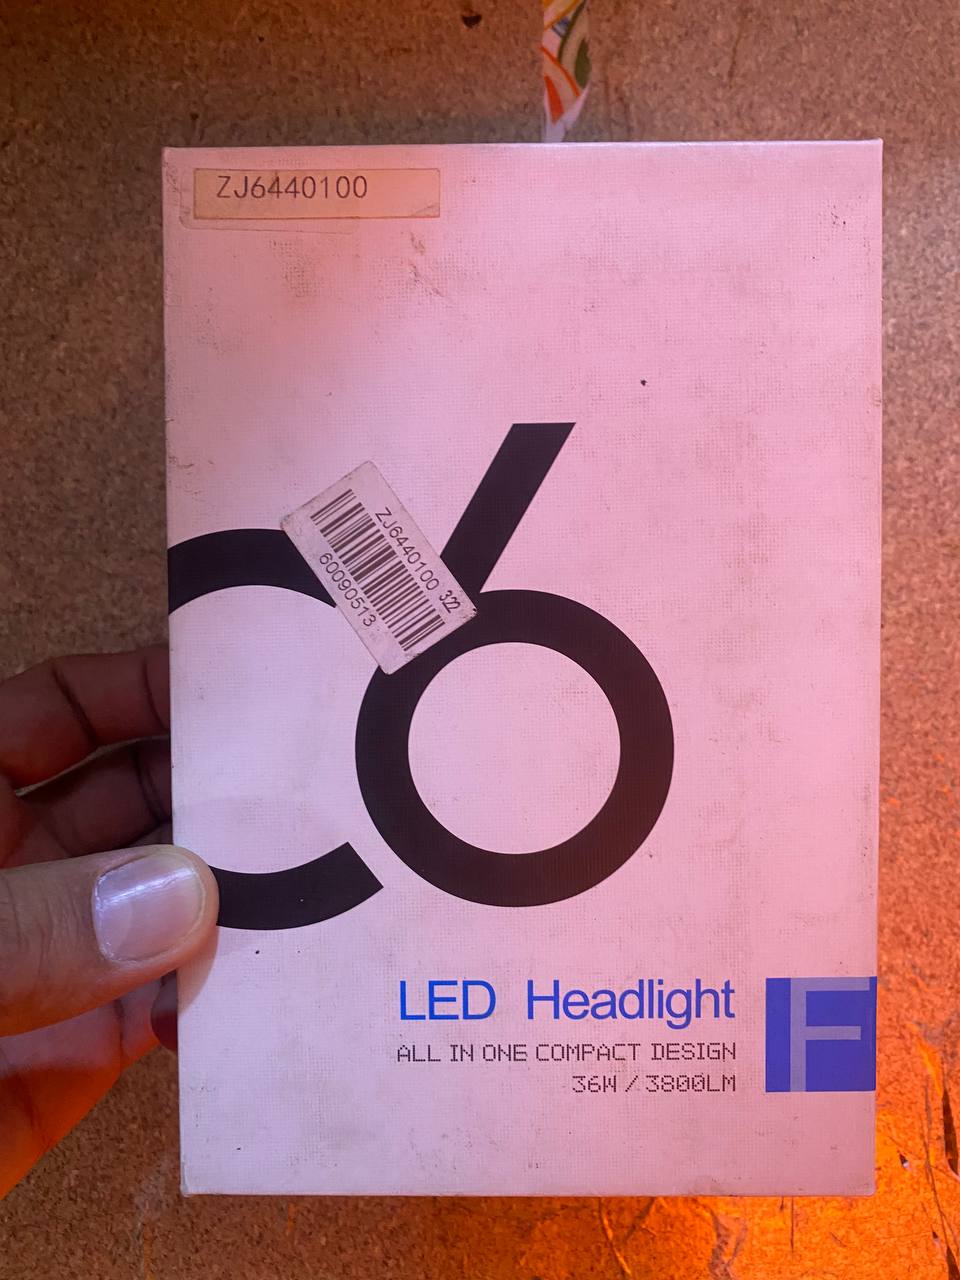 ZJ6440100
C6
ZJ6440100 322
60090513
LED Headlight
ALL IN ONE COMPACT DESIGN
36W / 3800LM
F